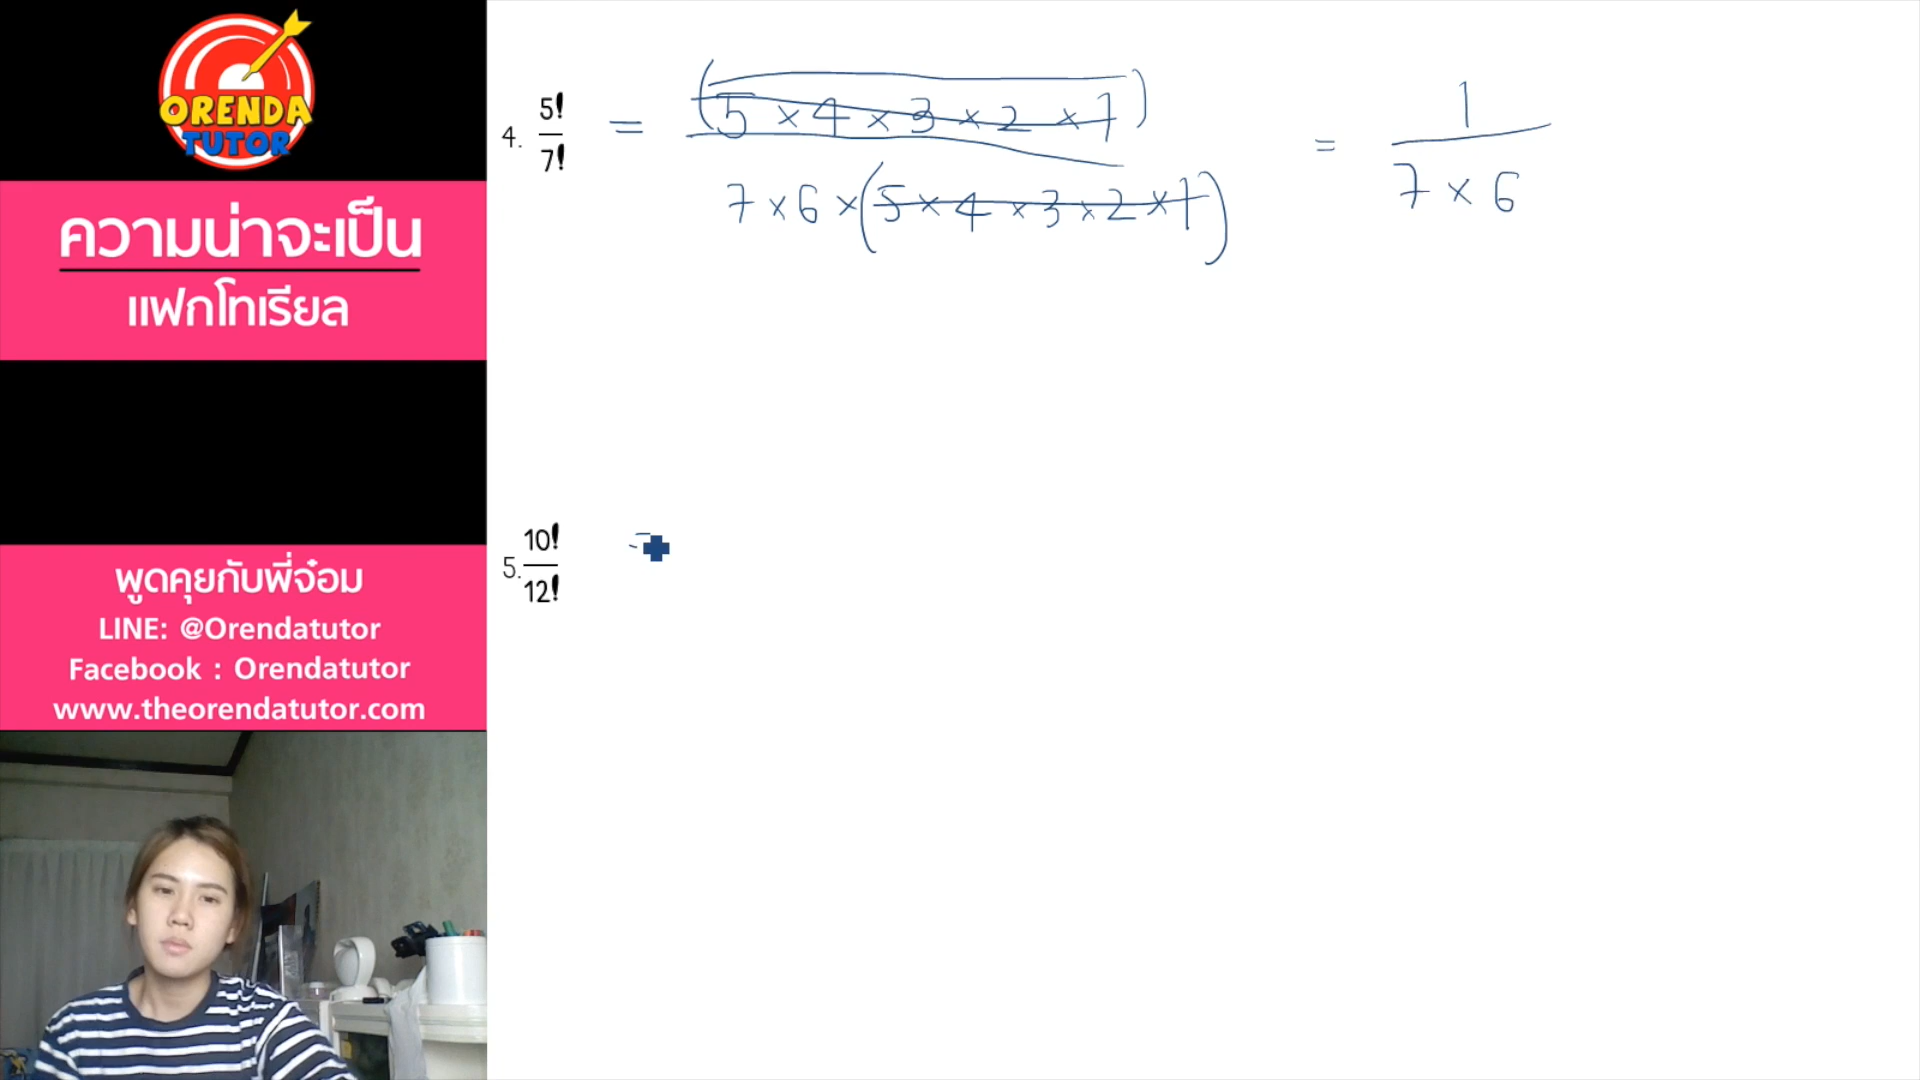 ORENDA
TUTOR
ความน่าจะเป็น
แฟกโทเรียล
พูดคุยกับพี่จ๋อม
LINE: @Orendatutor
Facebook : Orendatutor
www.theorendatutor.com
4. 5!/7! = (5 × 4 × 3 × 2 × 1) / 7 × 6 × (5 × 4 × 3 × 2 × 1) = 1 / 7 × 6
5. 10!/12! =